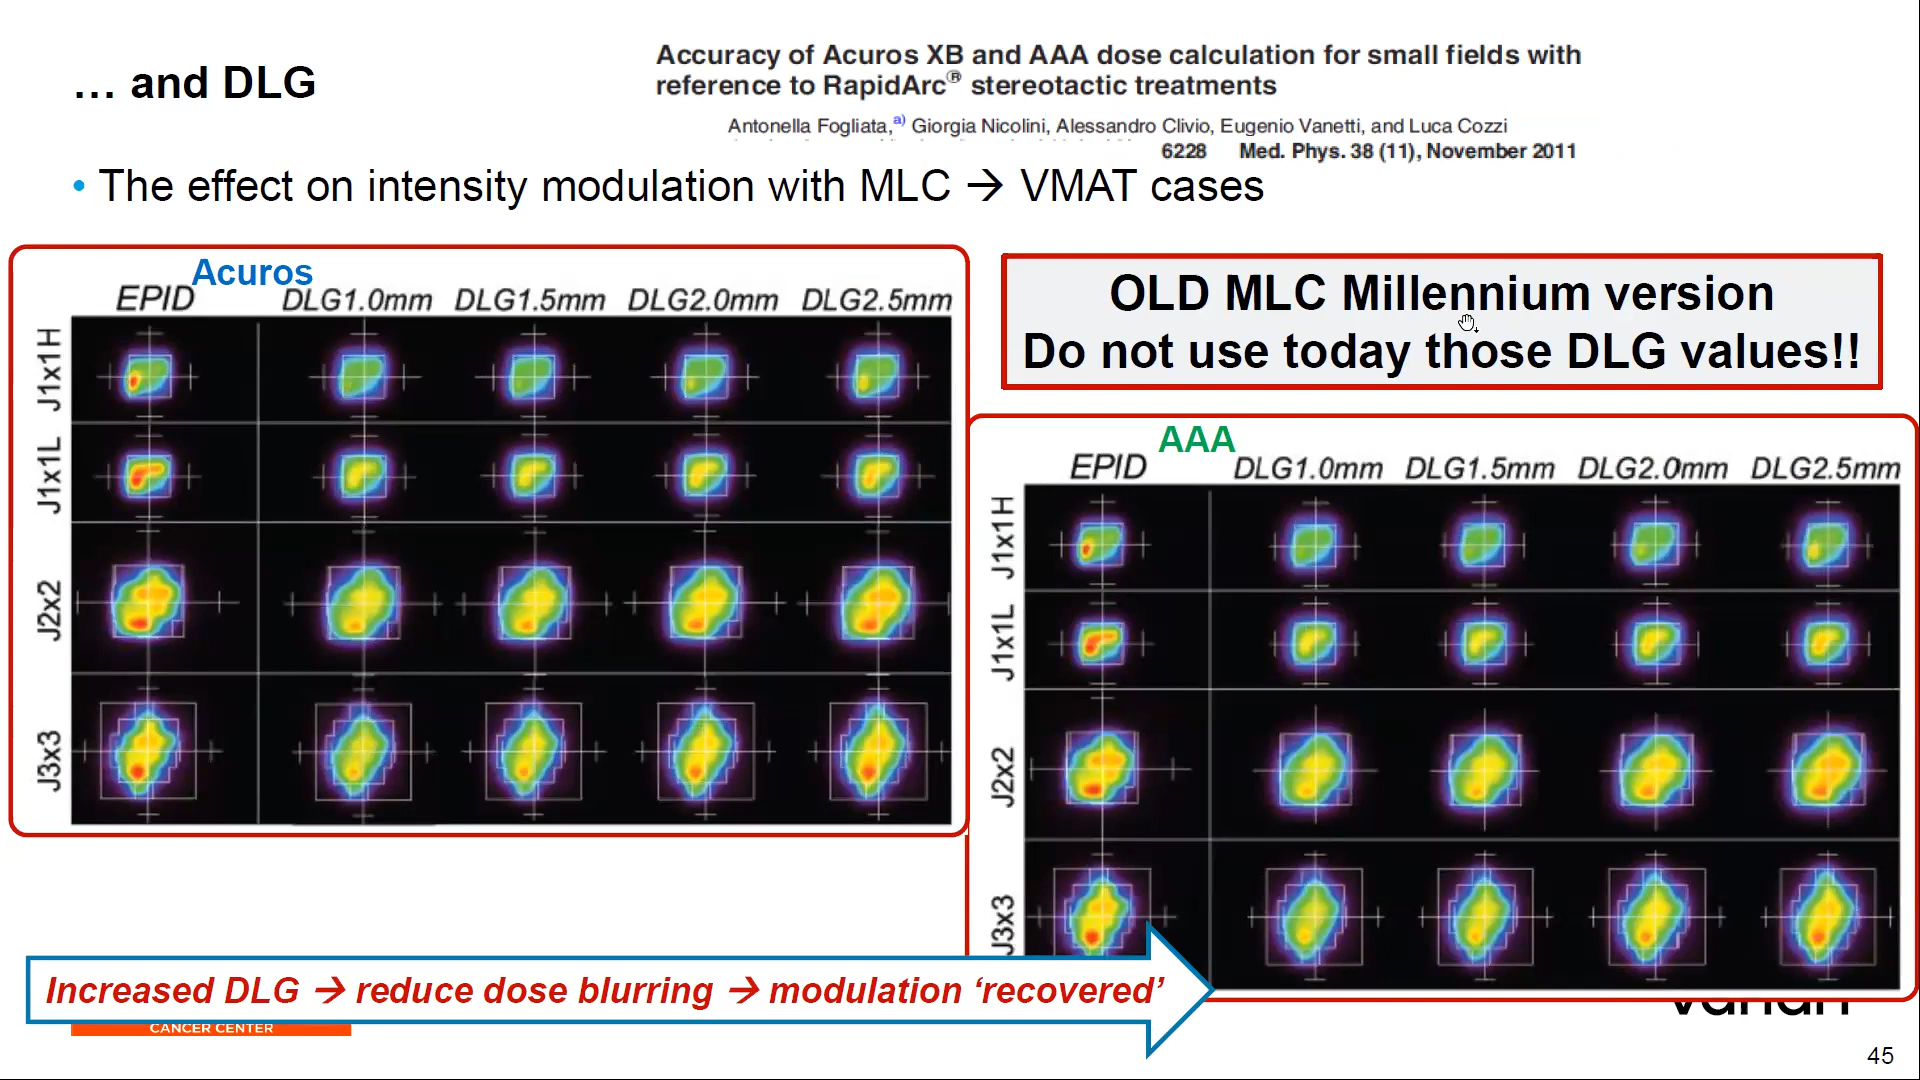 … and DLG
Accuracy of Acuros XB and AAA dose calculation for small fields with
reference to RapidArc® stereotactic treatments
Antonella Fogliata,a) Giorgia Nicolini, Alessandro Clivio, Eugenio Vanetti, and Luca Cozzi
6228 Med. Phys. 38 (11), November 2011
• The effect on intensity modulation with MLC → VMAT cases
Acuros
EPID DLG1.0mm DLG1.5mm DLG2.0mm DLG2.5mm
J1x1H
J1x1L
J2x2
J3x3
OLD MLC Millennium version
Do not use today those DLG values!!
AAA
EPID DLG1.0mm DLG1.5mm DLG2.0mm DLG2.5mm
J1x1H
J1x1L
J2x2
J3x3
Increased DLG → reduce dose blurring → modulation ‘recovered’
CANCER CENTER
varian
45